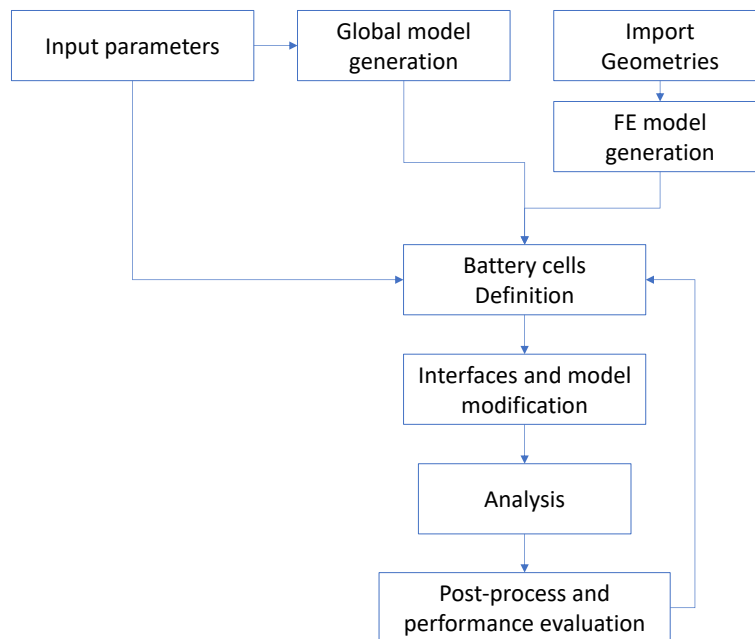 Input parameters
Global model
generation
Import
Geometries
FE model
generation
Battery cells
Definition
Interfaces and model
modification
Analysis
Post-process and
performance evaluation